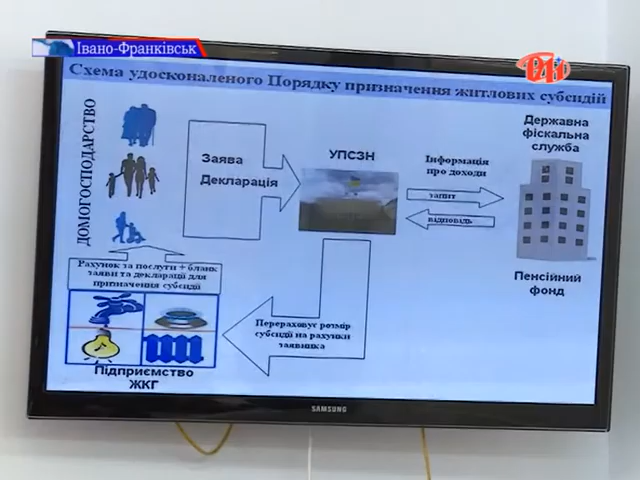 Івано-Франківськ
Схема удосконаленого Порядку призначення житлових субсидій
ДОМОГОСПОДАРСТВО
Заява
Декларація
УПСЗН
Інформація
про доходи
запит
відповідь
Державна
фіскальна
служба
Пенсійний
фонд
Рахунок за послуги + бланк
заяви та декларації для
призначення субсидії
Перераховує розмір
субсидії на рахунки
заявника
Підприємство
ЖКГ
SAMSUNG